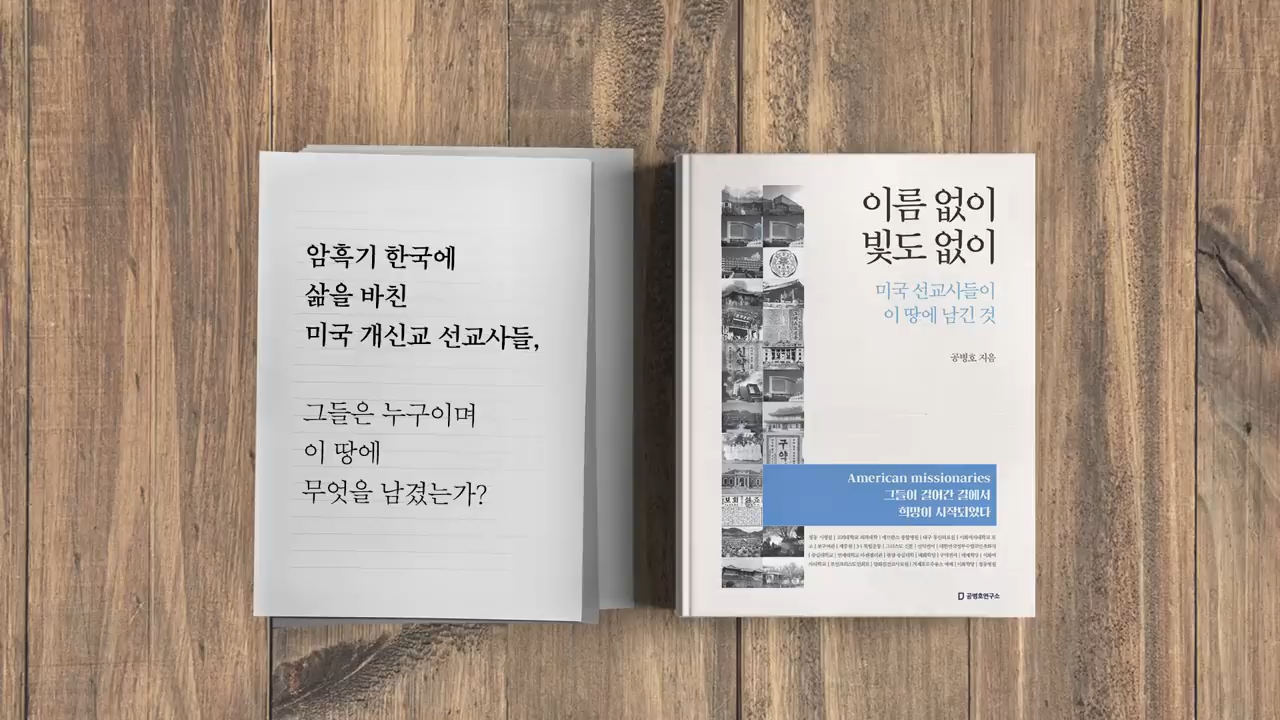 암흑기 한국에
삶을 바친
미국 개신교 선교사들,
그들은 누구이며
이 땅에
무엇을 남겼는가?
이름 없이
빛도 없이
미국 선교사들이
이 땅에 남긴 것
공병호 지음
구약
American missionaries
그들이 걸어간 길에서
희망이 시작되었다
공병호연구소